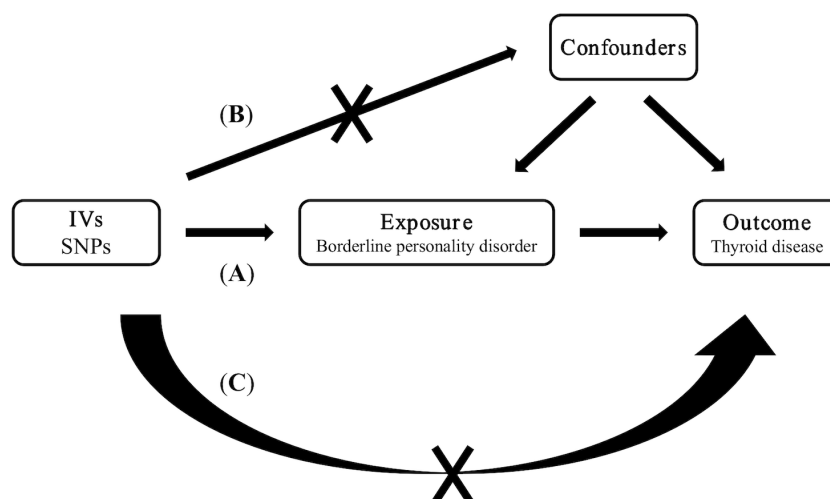 Confounders
(B)
IVs
SNPs
Exposure
Borderline personality disorder
Outcome
Thyroid disease
(A)
(C)